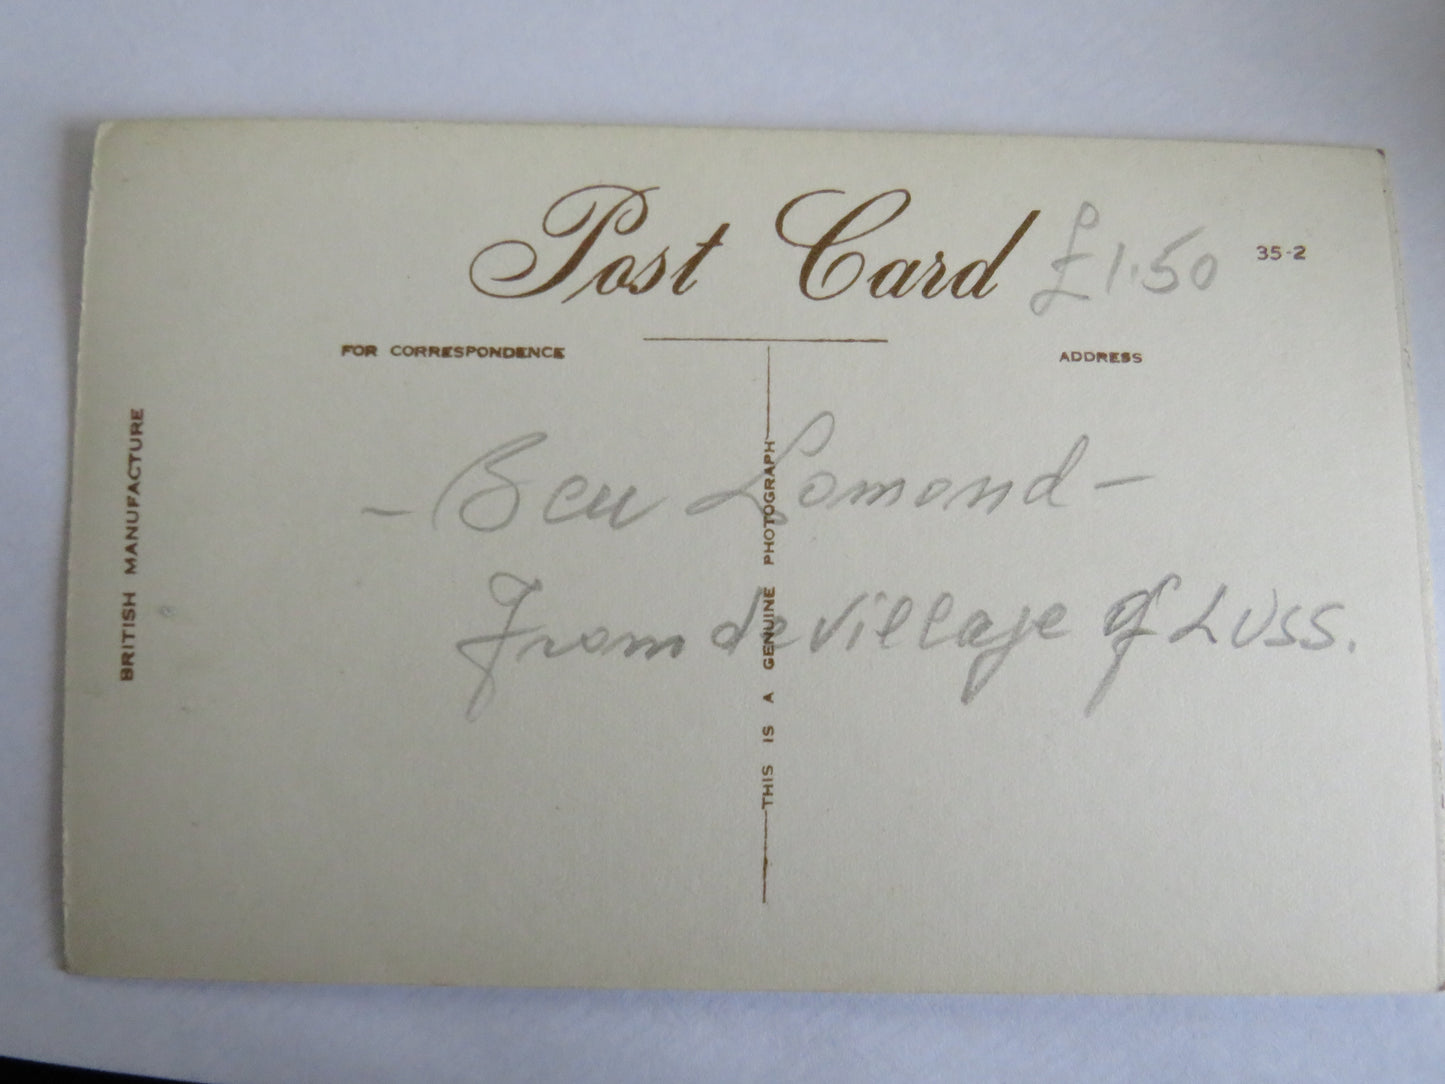 Post Card £1.50 35-2
FOR CORRESPONDENCE
ADDRESS
BRITISH MANUFACTURE
THIS IS A GENUINE PHOTOGRAPH
- Ben Lomond -
From de village of LUSS.